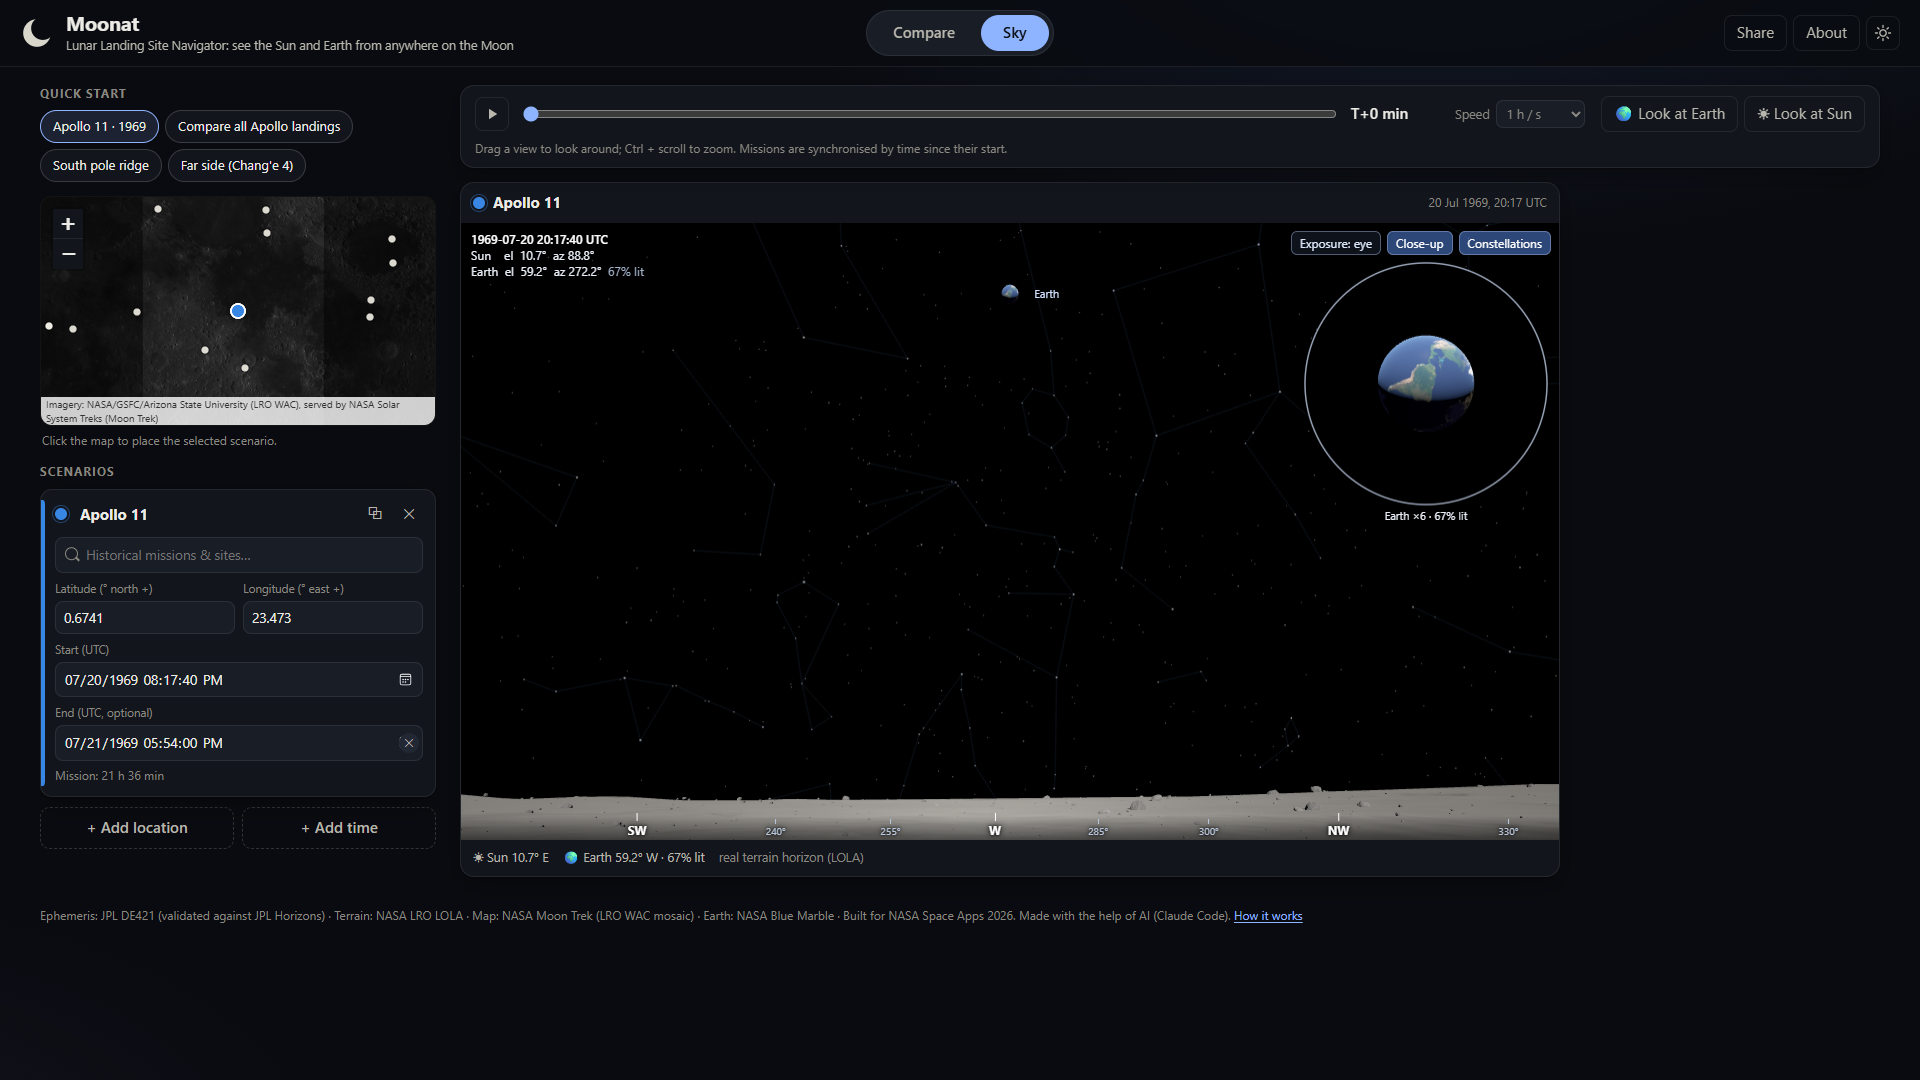 Moonat
Lunar Landing Site Navigator: see the Sun and Earth from anywhere on the Moon
Compare
Sky
Share
About
QUICK START
Apollo 11 · 1969
Compare all Apollo landings
South pole ridge
Far side (Chang'e 4)
+
−
Imagery: NASA/GSFC/Arizona State University (LRO WAC), served by NASA Solar
System Treks (Moon Trek)
Click the map to place the selected scenario.
SCENARIOS
Apollo 11
Historical missions & sites...
Latitude (° north +)
Longitude (° east +)
0.6741
23.473
Start (UTC)
07/20/1969 08:17:40 PM
End (UTC, optional)
07/21/1969 05:54:00 PM
Mission: 21 h 36 min
+ Add location
+ Add time
T+0 min
Speed
1 h / s
Look at Earth
Look at Sun
Drag a view to look around; Ctrl + scroll to zoom. Missions are synchronised by time since their start.
Apollo 11
20 Jul 1969, 20:17 UTC
1969-07-20 20:17:40 UTC
Sun el 10.7° az 88.8°
Earth el 59.2° az 272.2° 67% lit
Exposure: eye
Close-up
Constellations
Earth
Earth ×6 · 67% lit
SW
240°
255°
W
285°
300°
NW
330°
Sun 10.7° E
Earth 59.2° W · 67% lit
real terrain horizon (LOLA)
Ephemeris: JPL DE421 (validated against JPL Horizons) · Terrain: NASA LRO LOLA · Map: NASA Moon Trek (LRO WAC mosaic) · Earth: NASA Blue Marble · Built for NASA Space Apps 2026. Made with the help of AI (Claude Code). How it works